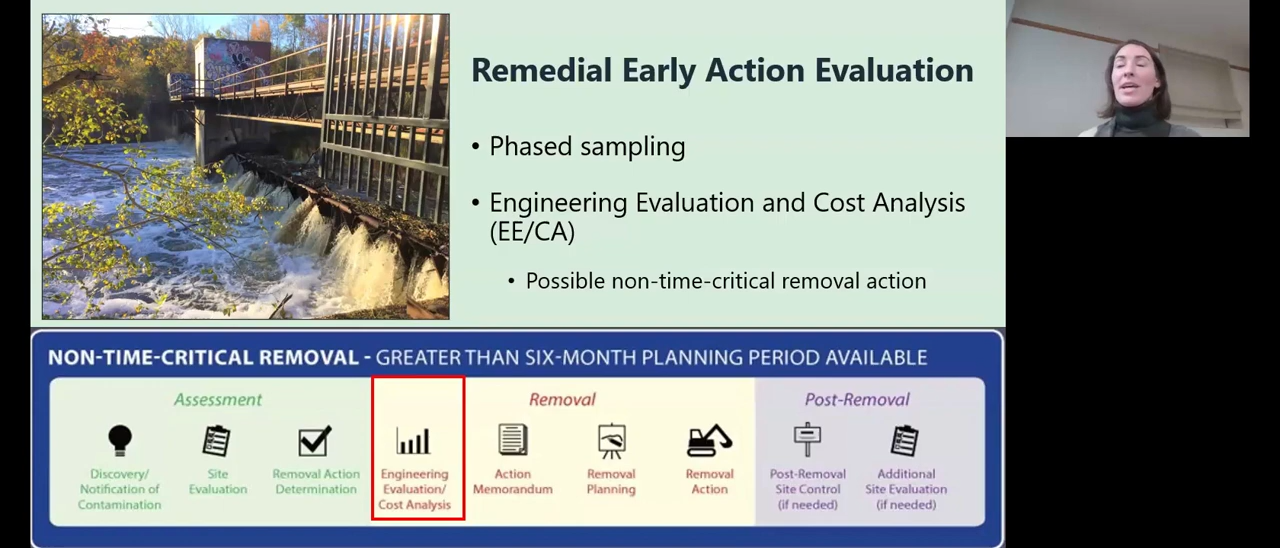 Remedial Early Action Evaluation
• Phased sampling
• Engineering Evaluation and Cost Analysis
(EE/CA)
• Possible non-time-critical removal action
NON-TIME-CRITICAL REMOVAL - GREATER THAN SIX-MONTH PLANNING PERIOD AVAILABLE
Assessment
Removal
Post-Removal
Discovery/
Notification of
Contamination
Site
Evaluation
Removal Action
Determination
Engineering
Evaluation/
Cost Analysis
Action
Memorandum
Removal
Planning
Removal
Action
Post-Removal
Site Control
(if needed)
Additional
Site Evaluation
(if needed)